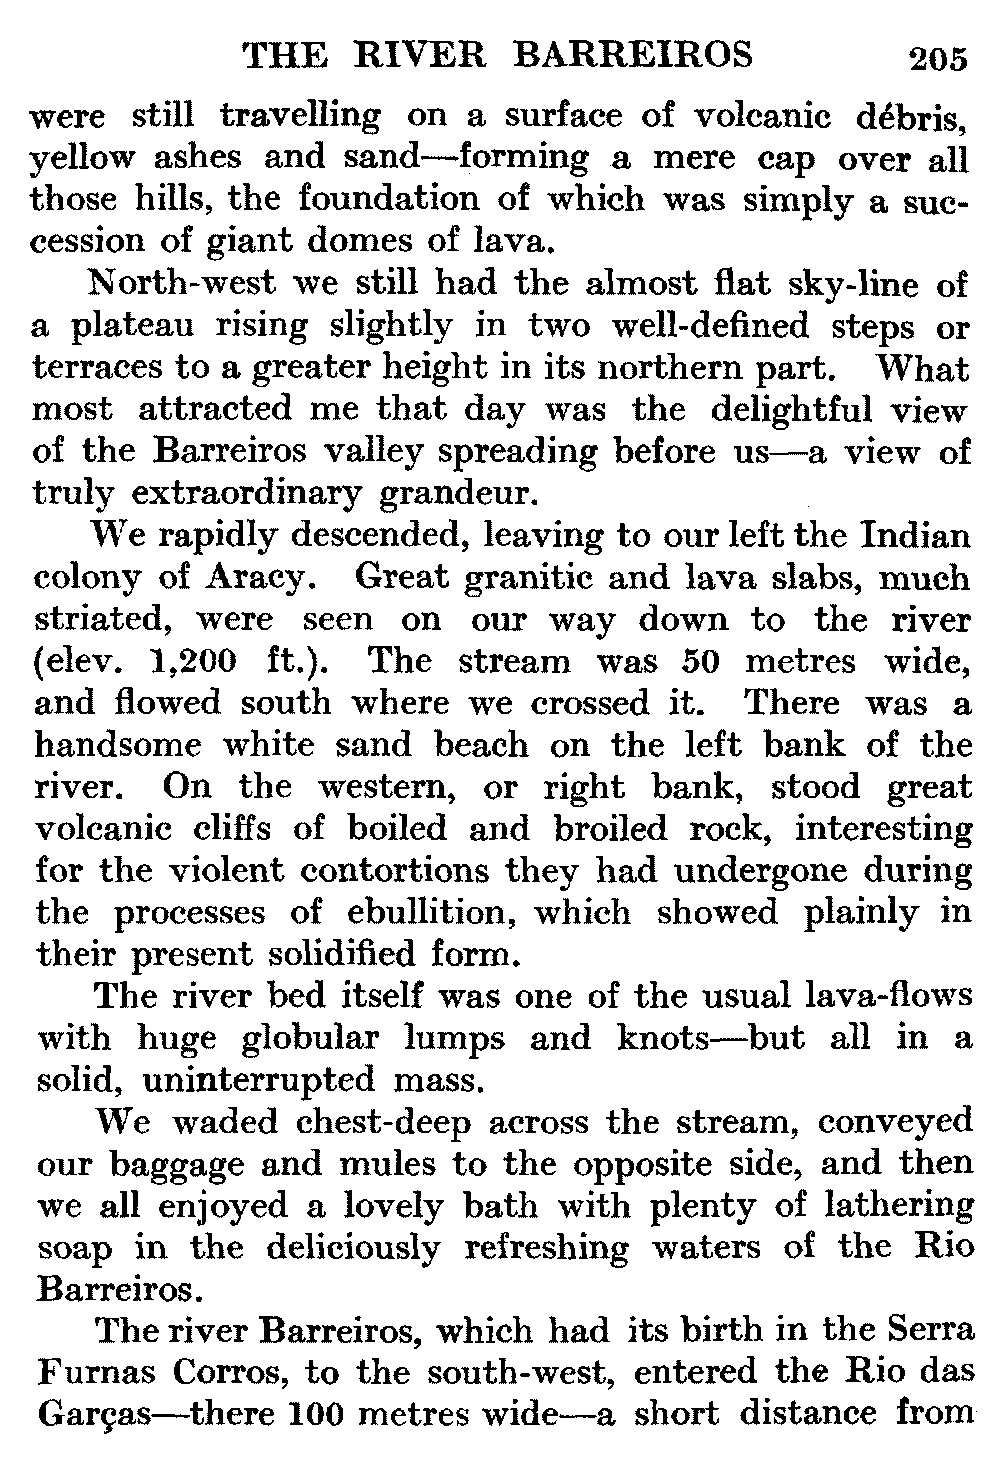 THE RIVER BARREIROS 205
were still travelling on a surface of volcanic débris,
yellow ashes and sand—forming a mere cap over all
those hills, the foundation of which was simply a suc-
cession of giant domes of lava.
North-west we still had the almost flat sky-line of
a plateau rising slightly in two well-defined steps or
terraces to a greater height in its northern part. What
most attracted me that day was the delightful view
of the Barreiros valley spreading before us—a view of
truly extraordinary grandeur.
We rapidly descended, leaving to our left the Indian
colony of Aracy. Great granitic and lava slabs, much
striated, were seen on our way down to the river
(elev. 1,200 ft.). The stream was 50 metres wide,
and flowed south where we crossed it. There was a
handsome white sand beach on the left bank of the
river. On the western, or right bank, stood great
volcanic cliffs of boiled and broiled rock, interesting
for the violent contortions they had undergone during
the processes of ebullition, which showed plainly in
their present solidified form.
The river bed itself was one of the usual lava-flows
with huge globular lumps and knots—but all in a
solid, uninterrupted mass.
We waded chest-deep across the stream, conveyed
our baggage and mules to the opposite side, and then
we all enjoyed a lovely bath with plenty of lathering
soap in the deliciously refreshing waters of the Rio
Barreiros.
The river Barreiros, which had its birth in the Serra
Furnas Corros, to the south-west, entered the Rio das
Garças—there 100 metres wide—a short distance from